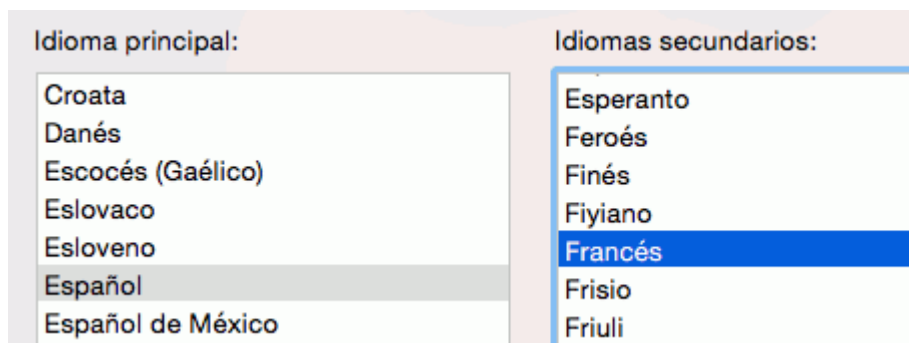 Idioma principal:
Croata
Danés
Escocés (Gaélico)
Eslovaco
Esloveno
Español
Español de México
Idiomas secundarios:
Esperanto
Feroés
Finés
Fiyiano
Francés
Frisio
Friuli